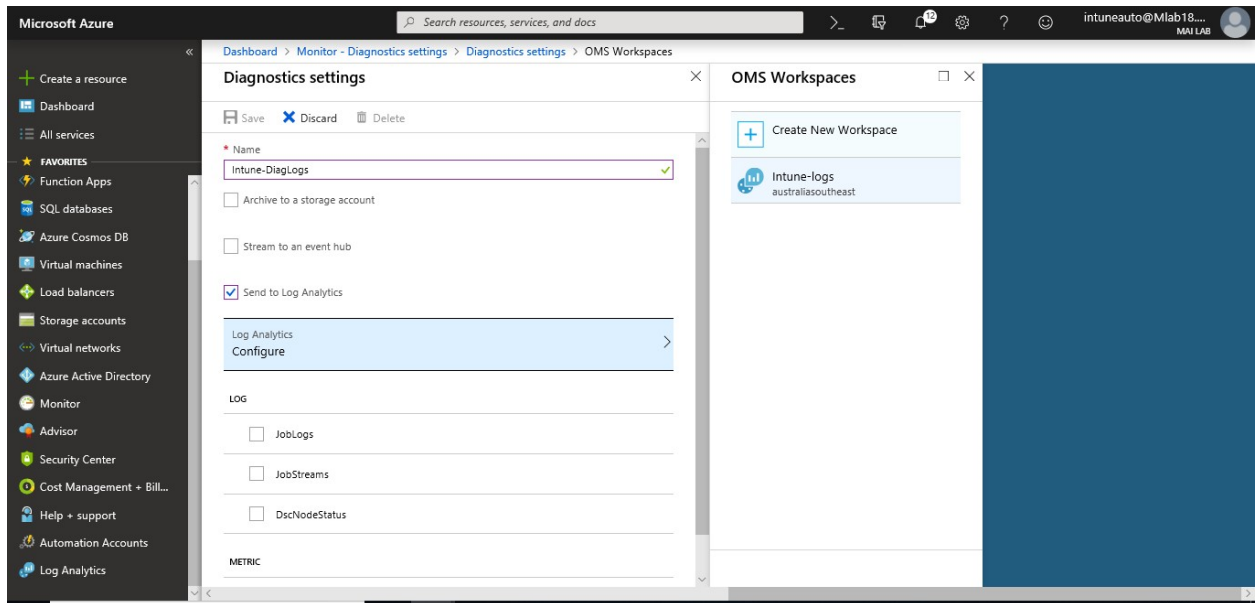 Microsoft Azure
Search resources, services, and docs
>_
12
?
intuneauto@Mlab18....
MAI LAB
«
Create a resource
Dashboard
All services
FAVORITES
Function Apps
SQL databases
Azure Cosmos DB
Virtual machines
Load balancers
Storage accounts
Virtual networks
Azure Active Directory
Monitor
Advisor
Security Center
Cost Management + Bill...
Help + support
Automation Accounts
Log Analytics
Dashboard > Monitor - Diagnostics settings > Diagnostics settings > OMS Workspaces
Diagnostics settings
Save Discard Delete
* Name
Intune-DiagLogs
Archive to a storage account
Stream to an event hub
Send to Log Analytics
Log Analytics
Configure
LOG
JobLogs
JobStreams
DscNodeStatus
METRIC
OMS Workspaces
Create New Workspace
Intune-logs
australiasoutheast